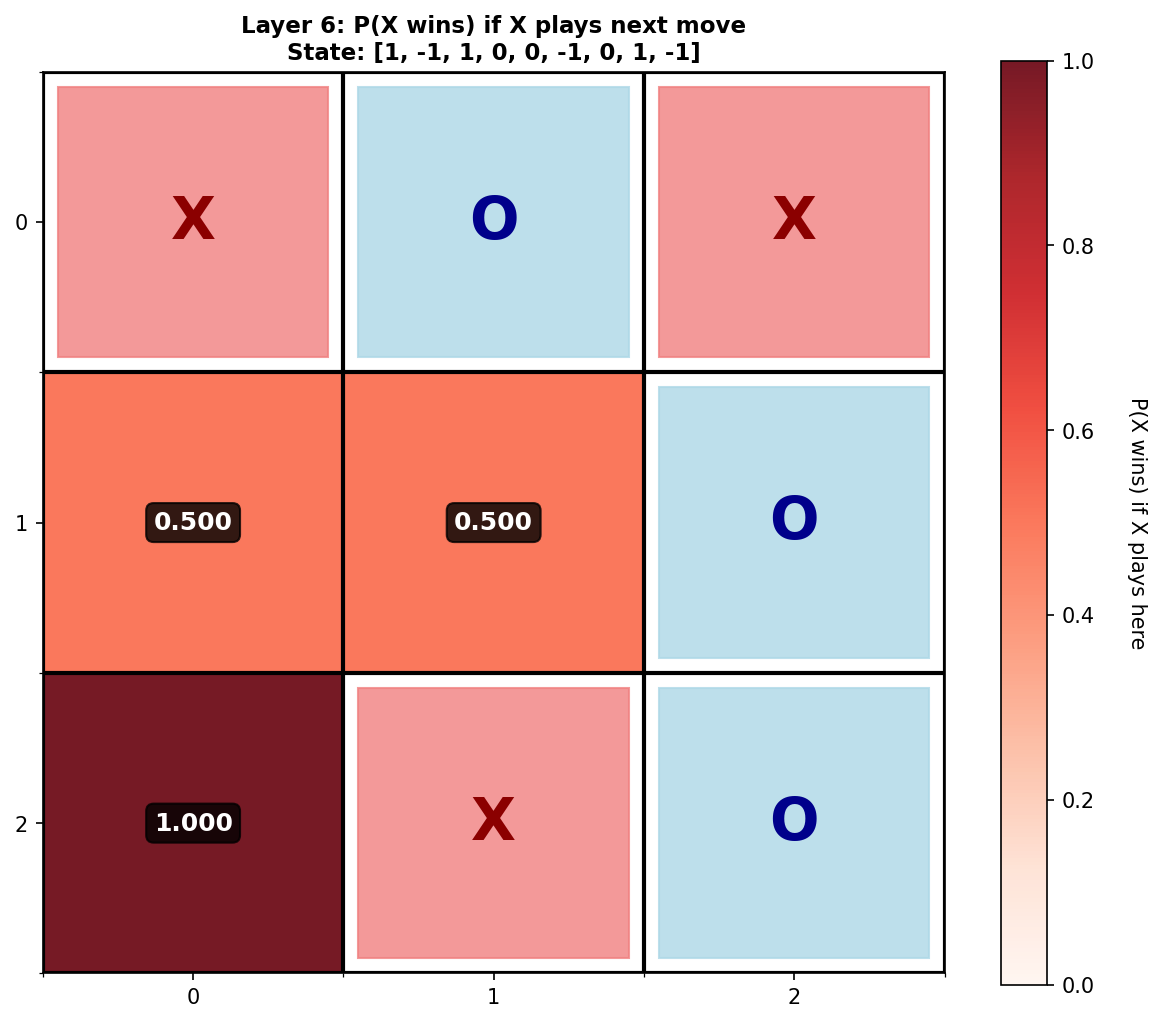 Layer 6: P(X wins) if X plays next move
State: [1, -1, 1, 0, 0, -1, 0, 1, -1]
X O X
0.500 0.500 O
1.000 X O
0
1
2
0 1 2
1.0
0.8
0.6
0.4
0.2
0.0
P(X wins) if X plays here